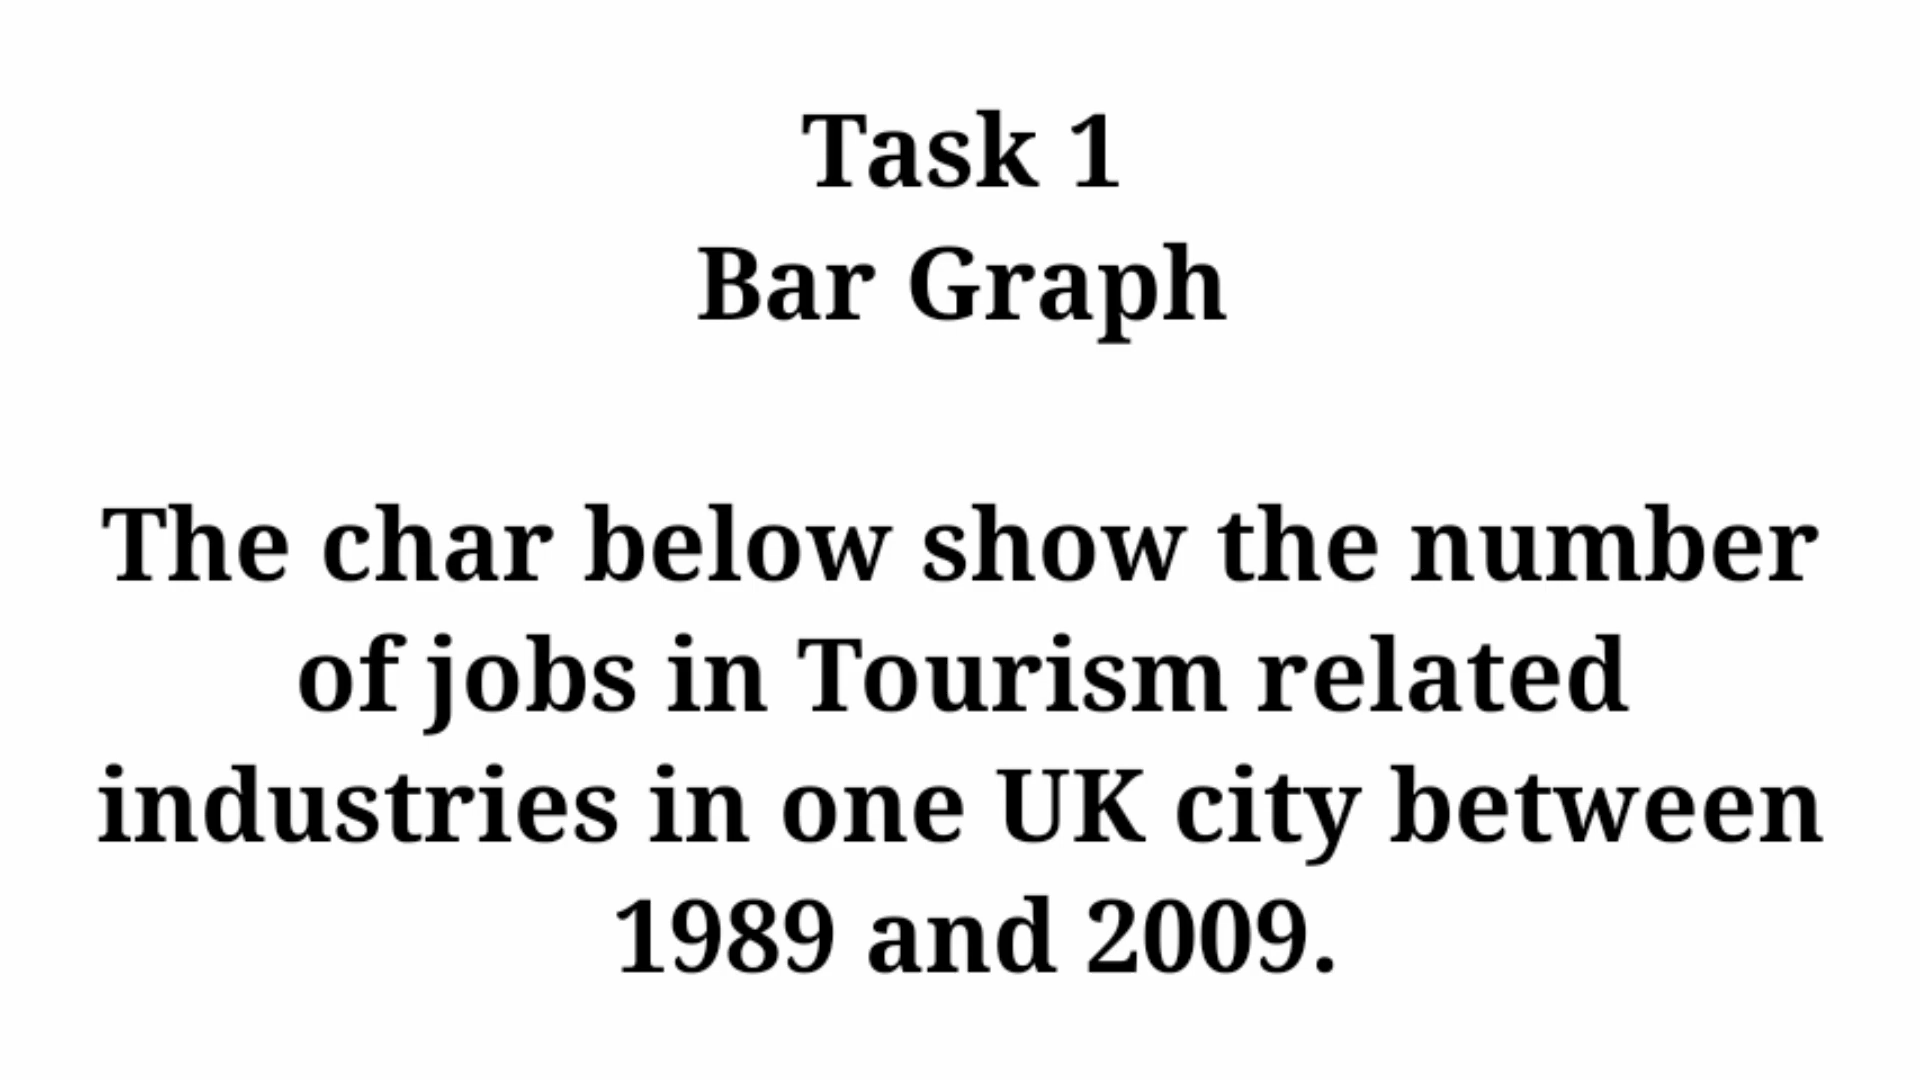 Task 1
Bar Graph
The char below show the number
of jobs in Tourism related
industries in one UK city between
1989 and 2009.